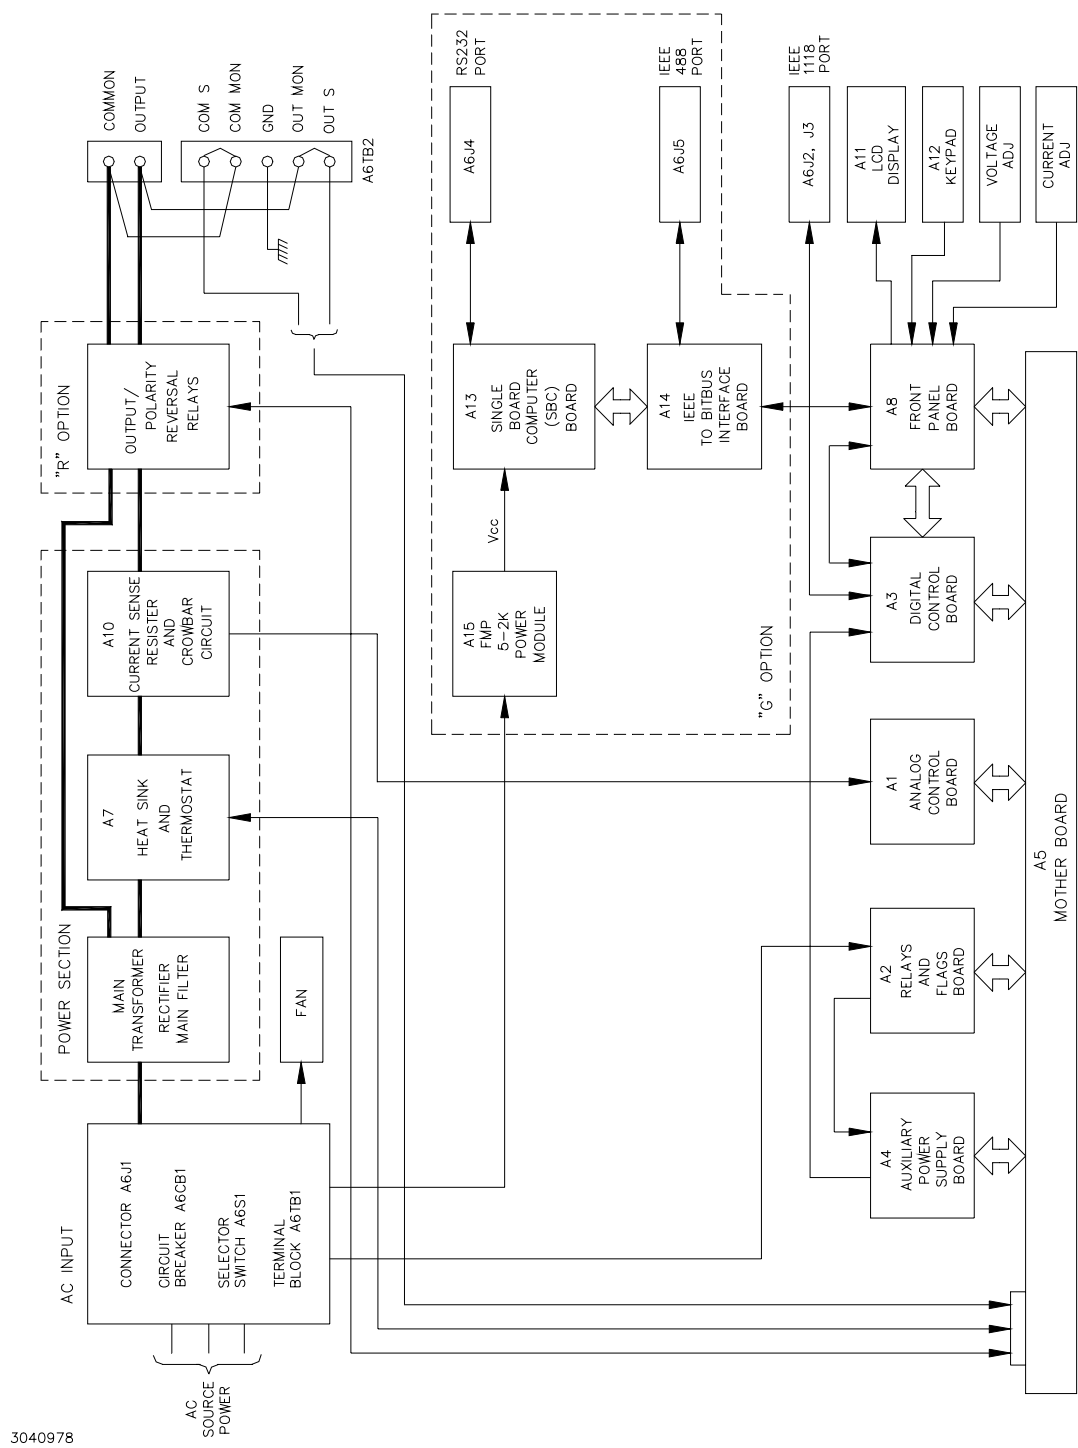 COMMON
OUTPUT
COM S
COM MON
GND
OUT MON
OUT S
A6TB2
RS232
PORT
A6J4
IEEE
488
PORT
A6J5
IEEE
1118
PORT
A6J2, J3
A11
LCD
DISPLAY
A12
KEYPAD
VOLTAGE
ADJ
CURRENT
ADJ
"R" OPTION
OUTPUT/
POLARITY
REVERSAL
RELAYS
A13
SINGLE
BOARD
COMPUTER
(SBC)
BOARD
A14
IEEE
TO BITBUS
INTERFACE
BOARD
A8
FRONT
PANEL
BOARD
Vcc
A10
CURRENT SENSE
RESISTER
AND
CROWBAR
CIRCUIT
A15
FMP
5-2K
POWER
MODULE
"G" OPTION
A3
DIGITAL
CONTROL
BOARD
A7
HEAT SINK
AND
THERMOSTAT
A1
ANALOG
CONTROL
BOARD
A5
MOTHER BOARD
POWER SECTION
MAIN
TRANSFORMER
RECTIFIER
MAIN FILTER
FAN
A2
RELAYS
AND
FLAGS
BOARD
A4
AUXILIARY
POWER
SUPPLY
BOARD
AC INPUT
CONNECTOR A6J1
CIRCUIT
BREAKER A6CB1
SELECTOR
SWITCH A6S1
TERMINAL
BLOCK A6TB1
AC
SOURCE
POWER
3040978